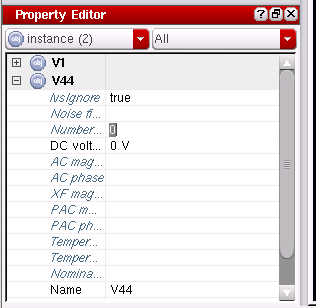 Property Editor
instance (2) All
V1
V44
lvsIgnore true
Noise fi...
Number... 0
DC volt... 0 V
AC mag...
AC phase
XF mag...
PAC m...
PAC ph...
Temper...
Temper...
Nomina...
Name V44